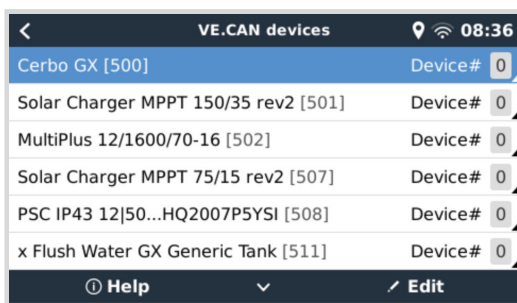 VE.CAN devices 08:36
Cerbo GX [500] Device# 0
Solar Charger MPPT 150/35 rev2 [501] Device# 0
MultiPlus 12/1600/70-16 [502] Device# 0
Solar Charger MPPT 75/15 rev2 [507] Device# 0
PSC IP43 12|50...HQ2007P5YSI [508] Device# 0
x Flush Water GX Generic Tank [511] Device# 0
Help Edit